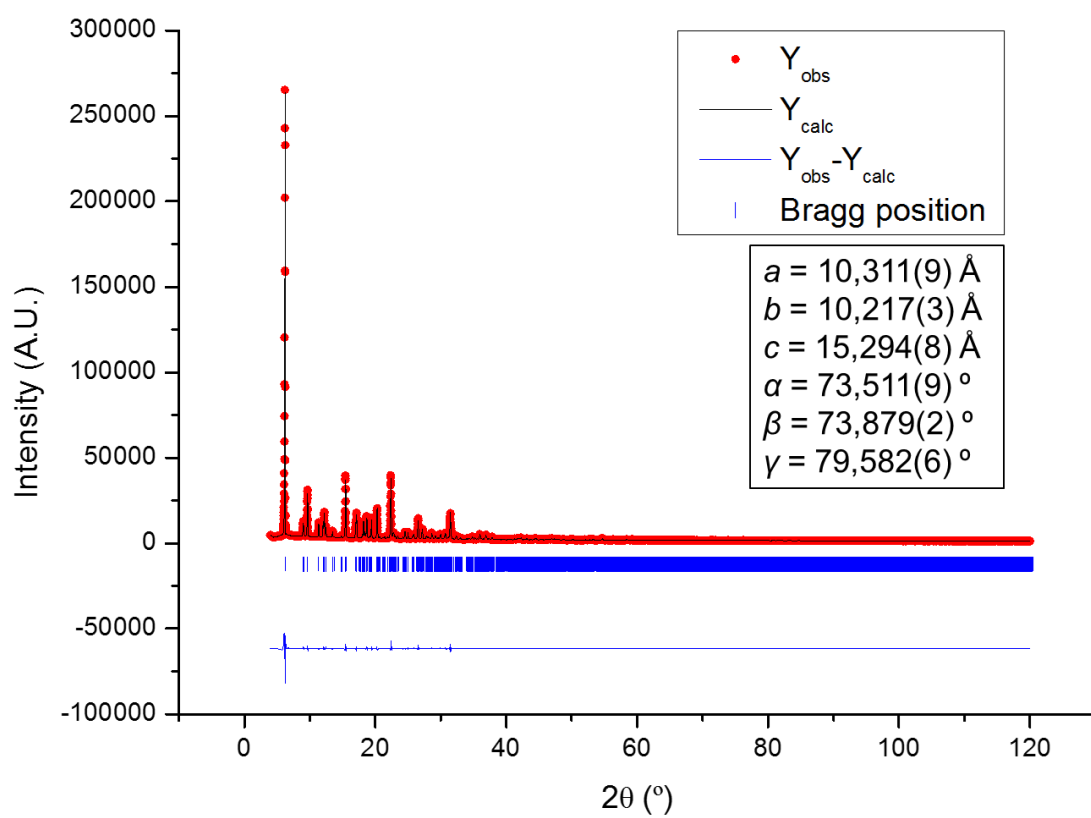 300000
250000
200000
150000
100000
50000
0
-50000
-100000
Intensity (A.U.)
Yobs
Ycalc
Yobs-Ycalc
Bragg position
a = 10,311(9) Å
b = 10,217(3) Å
c = 15,294(8) Å
α = 73,511(9) º
β = 73,879(2) º
γ = 79,582(6) º
0 20 40 60 80 100 120
2θ (º)